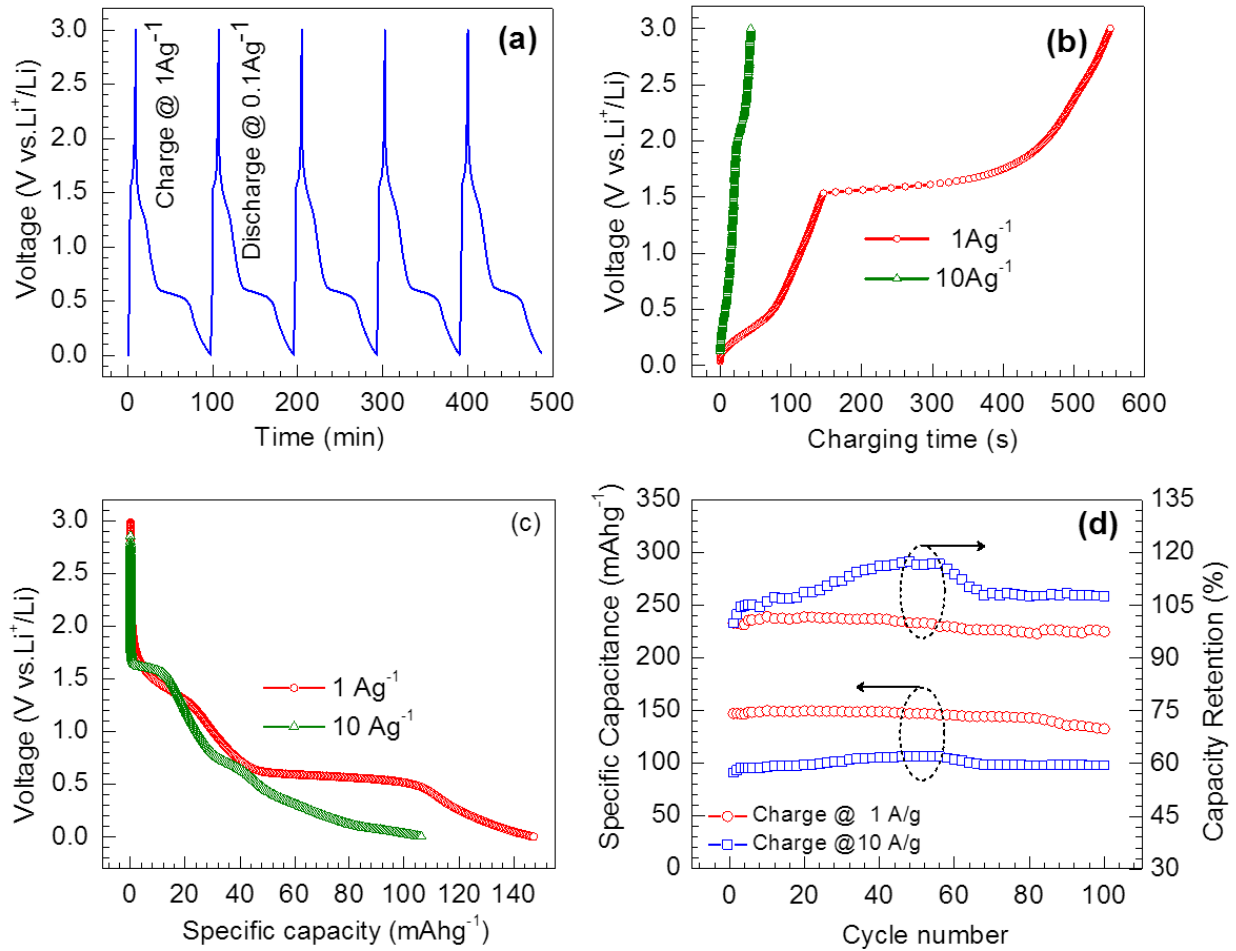 (a)
Charge @ 1Ag⁻¹
Discharge @ 0.1Ag⁻¹
Voltage (V vs.Li⁺/Li)
3.0
2.5
2.0
1.5
1.0
0.5
0.0
0 100 200 300 400 500
Time (min)
(b)
Voltage (V vs.Li⁺/Li)
3.0
2.5
2.0
1.5
1.0
0.5
0.0
1Ag⁻¹
10Ag⁻¹
0 100 200 300 400 500 600
Charging time (s)
(c)
Voltage (V vs.Li⁺/Li)
3.0
2.5
2.0
1.5
1.0
0.5
0.0
1 Ag⁻¹
10 Ag⁻¹
0 20 40 60 80 100 120 140
Specific capacity (mAhg⁻¹)
(d)
Specific Capacitance (mAhg⁻¹)
350
300
250
200
150
100
50
0
135
120
105
90
75
60
45
30
Capacity Retention (%)
Charge @ 1 A/g
Charge @10 A/g
0 20 40 60 80 100
Cycle number